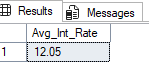 Results Messages
Avg_Int_Rate
1 12.05